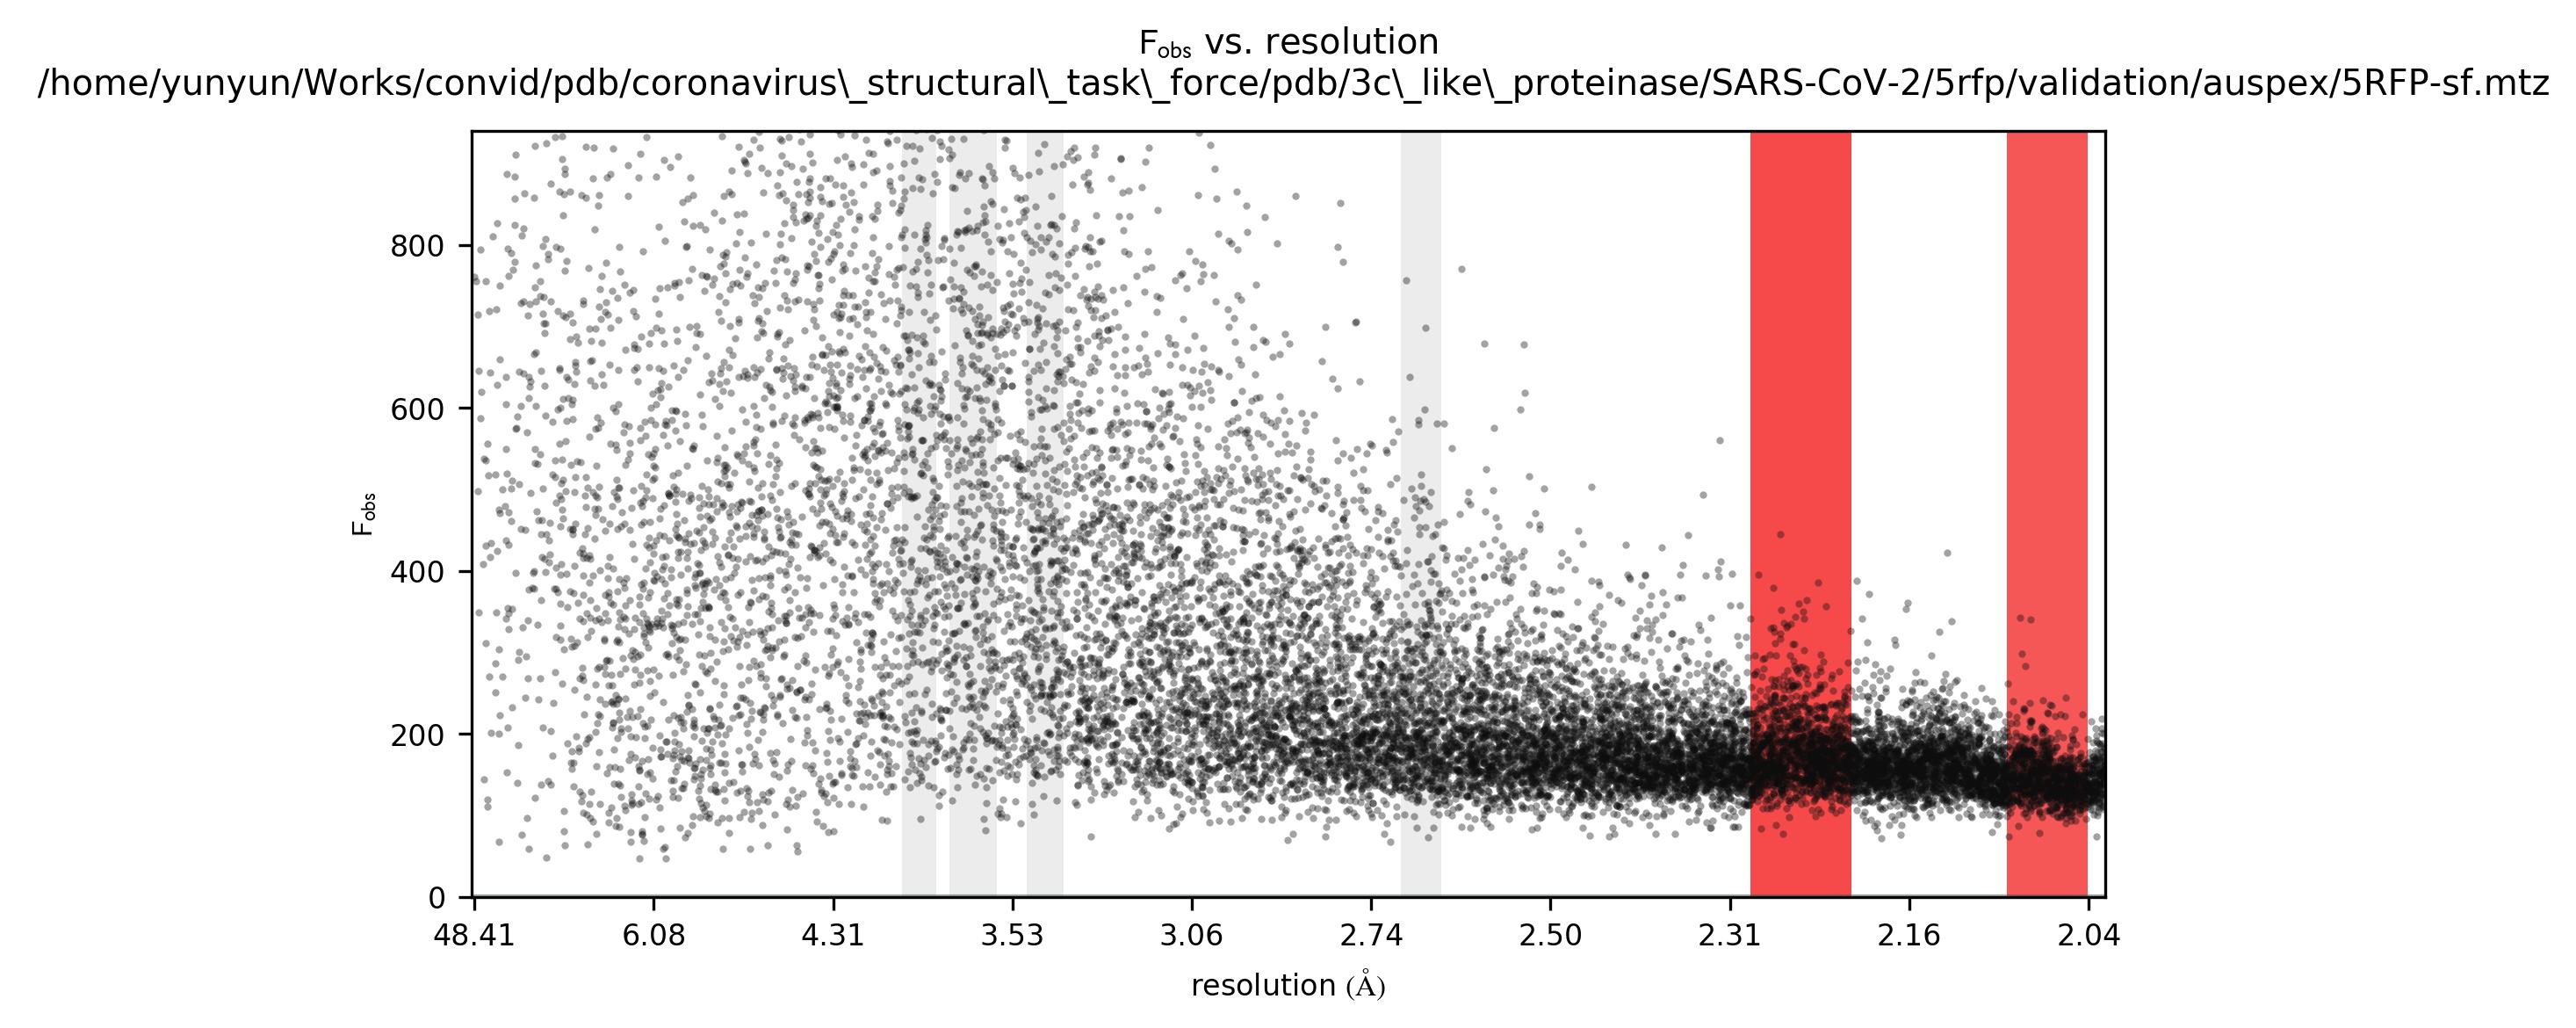 F_obs vs. resolution
/home/yunyun/Works/convid/pdb/coronavirus\_structural\_task\_force/pdb/3c\_like\_proteinase/SARS-CoV-2/5rfp/validation/auspex/5RFP-sf.mtz
800
600
400
200
0
F_obs
48.41 6.08 4.31 3.53 3.06 2.74 2.50 2.31 2.16 2.04
resolution (Å)